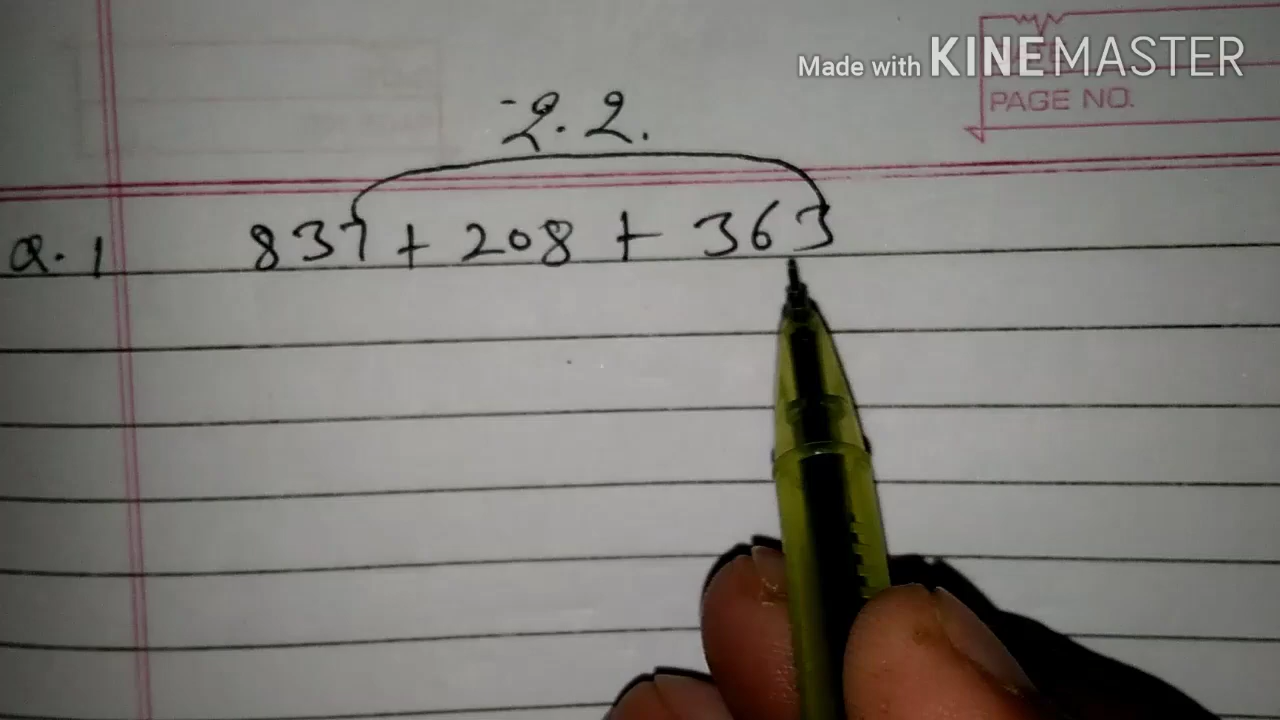 Made with KINEMASTER
PAGE NO.
2.2.
Q.1 837 + 208 + 363